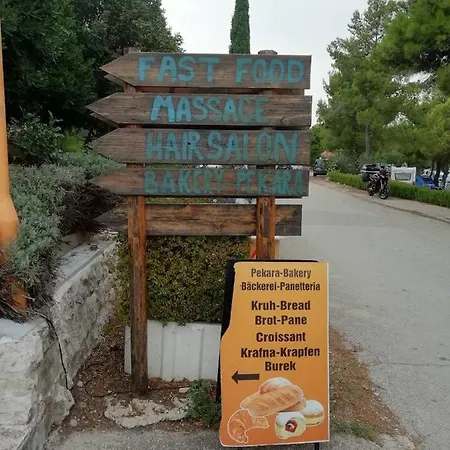 FAST FOOD
MASSAGE
HAIR SALON
BAKERY PEKARA
Pekara-Bakery
Bäckerei-Panetteria
Kruh-Bread
Brot-Pane
Croissant
Krafna-Krapfen
Burek